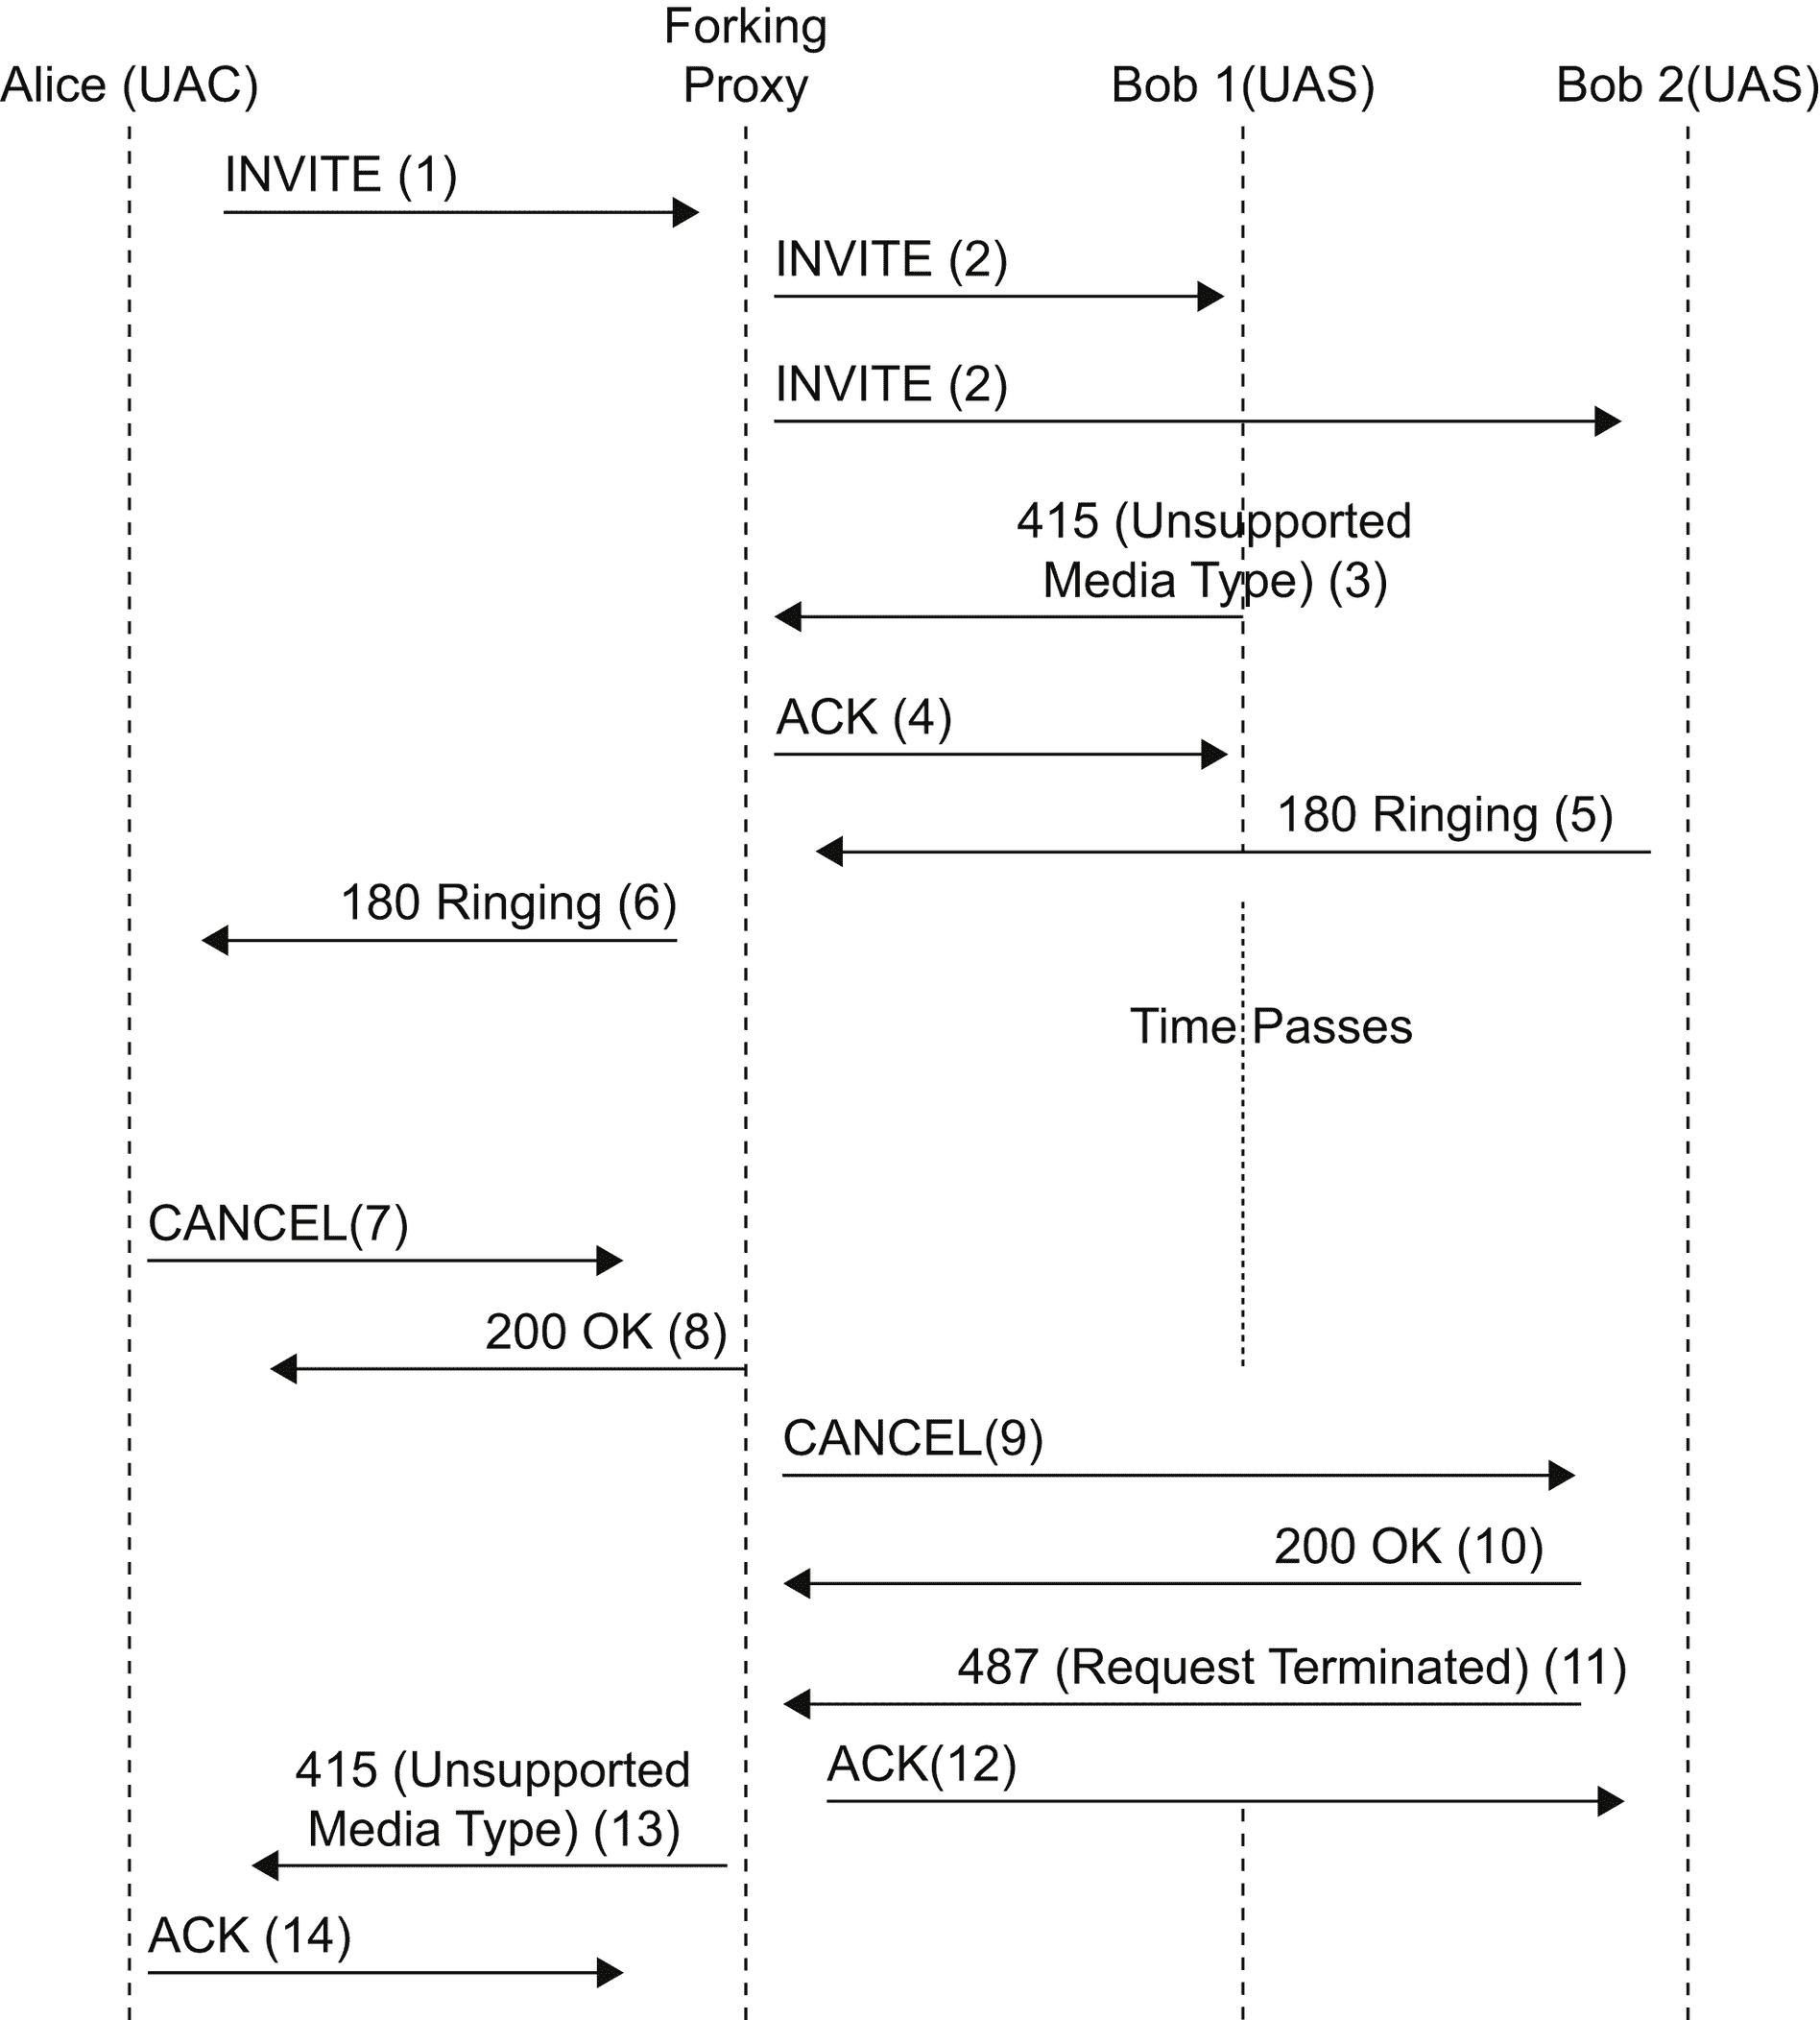 Forking
Alice (UAC)
Proxy
Bob 1(UAS)
Bob 2(UAS)
INVITE (1)
INVITE (2)
INVITE (2)
415 (Unsupported
Media Type) (3)
ACK (4)
180 Ringing (5)
180 Ringing (6)
Time Passes
CANCEL(7)
200 OK (8)
CANCEL(9)
200 OK (10)
487 (Request Terminated) (11)
ACK(12)
415 (Unsupported
Media Type) (13)
ACK (14)